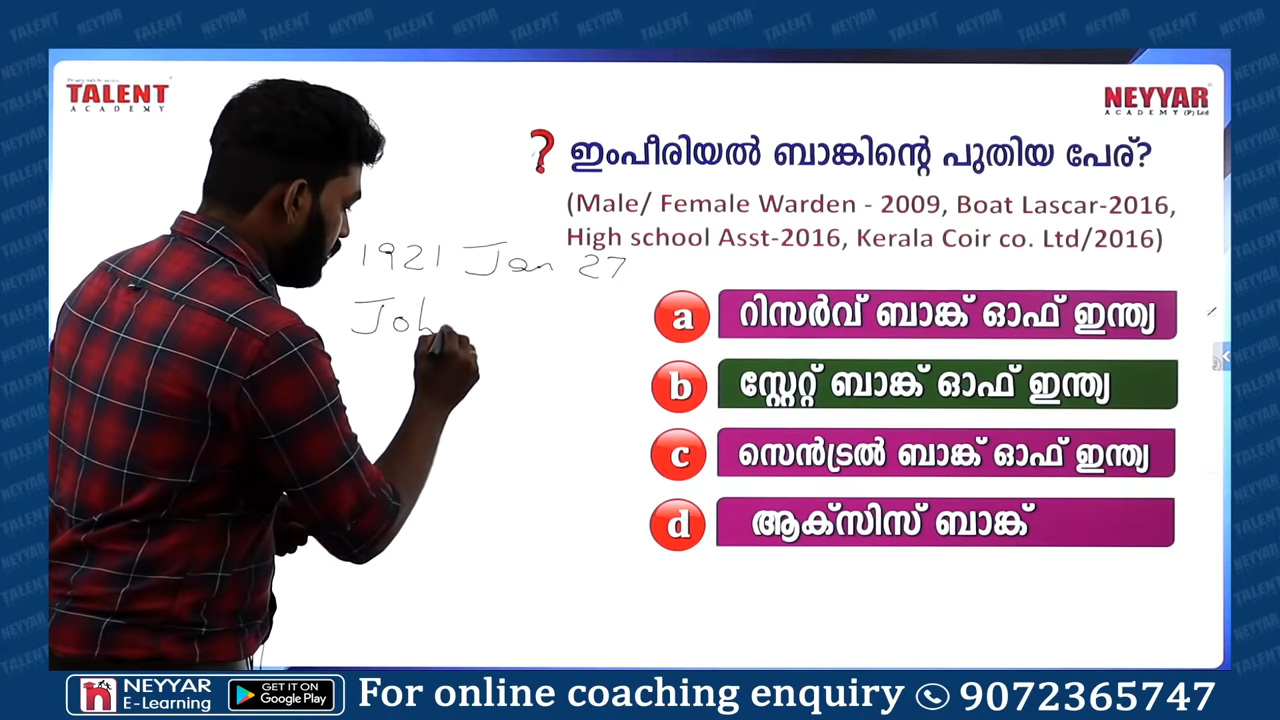 TALENT
ACADEMY
NEYYAR
ACADEMY (P) Ltd
? ഇംപീരിയൽ ബാങ്കിന്റെ പുതിയ പേര്?
(Male/ Female Warden - 2009, Boat Lascar-2016,
High school Asst-2016, Kerala Coir co. Ltd/2016)
1921 Jan 27
Joh
a റിസർവ് ബാങ്ക് ഓഫ് ഇന്ത്യ
b സ്റ്റേറ്റ് ബാങ്ക് ഓഫ് ഇന്ത്യ
c സെൻട്രൽ ബാങ്ക് ഓഫ് ഇന്ത്യ
d ആക്സിസ് ബാങ്ക്
NEYYAR
E-Learning
GET IT ON
Google Play
For online coaching enquiry 9072365747